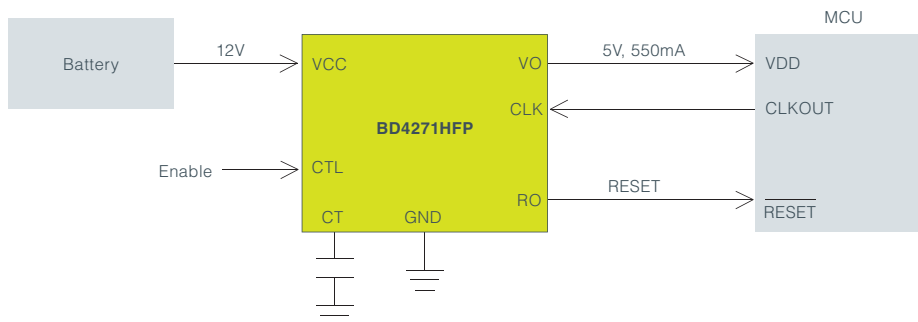 MCU
Battery
12V
VCC
VO
5V, 550mA
VDD
CLK
CLKOUT
BD4271HFP
Enable
CTL
RO
RESET
RESET
CT
GND